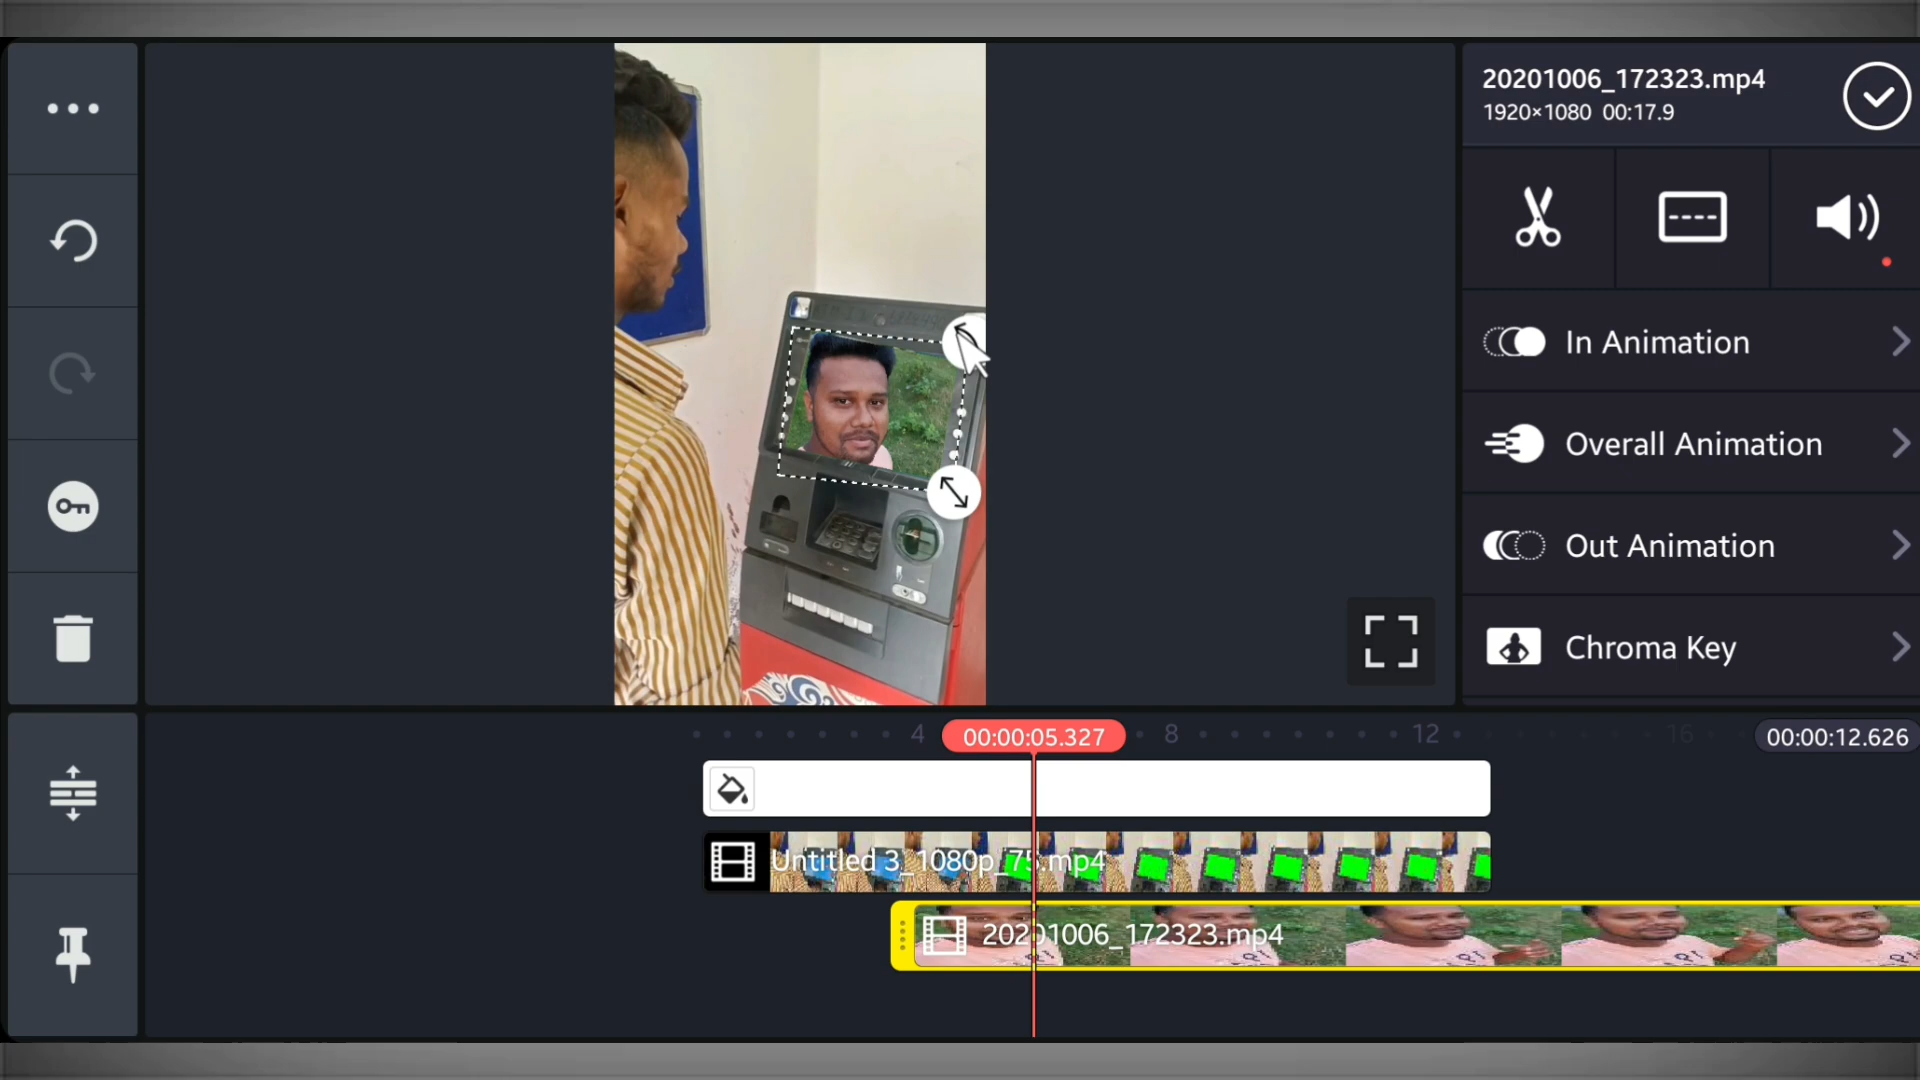 20201006_172323.mp4
1920×1080 00:17.9
In Animation
Overall Animation
Out Animation
Chroma Key
4
00:00:05.327
8
12
16
00:00:12.626
Untitled 3_1080p_75.mp4
20201006_172323.mp4